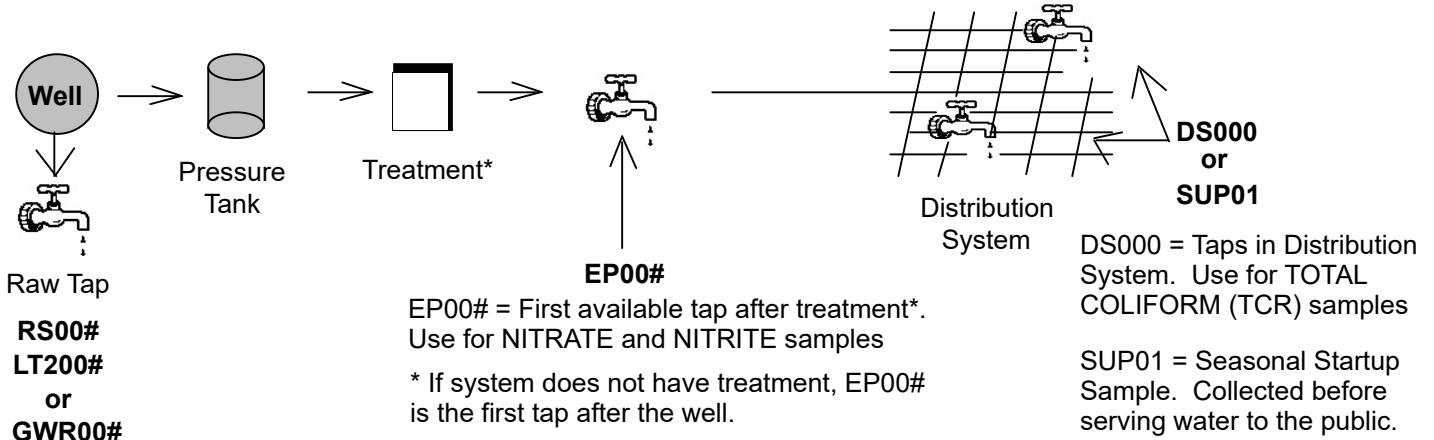 Well
Pressure
Tank
Treatment*
Raw Tap
RS00#
LT200#
or
GWR00#
EP00#
EP00# = First available tap after treatment*.
Use for NITRATE and NITRITE samples
* If system does not have treatment, EP00#
is the first tap after the well.
Distribution
System
DS000
or
SUP01
DS000 = Taps in Distribution
System. Use for TOTAL
COLIFORM (TCR) samples
SUP01 = Seasonal Startup
Sample. Collected before
serving water to the public.